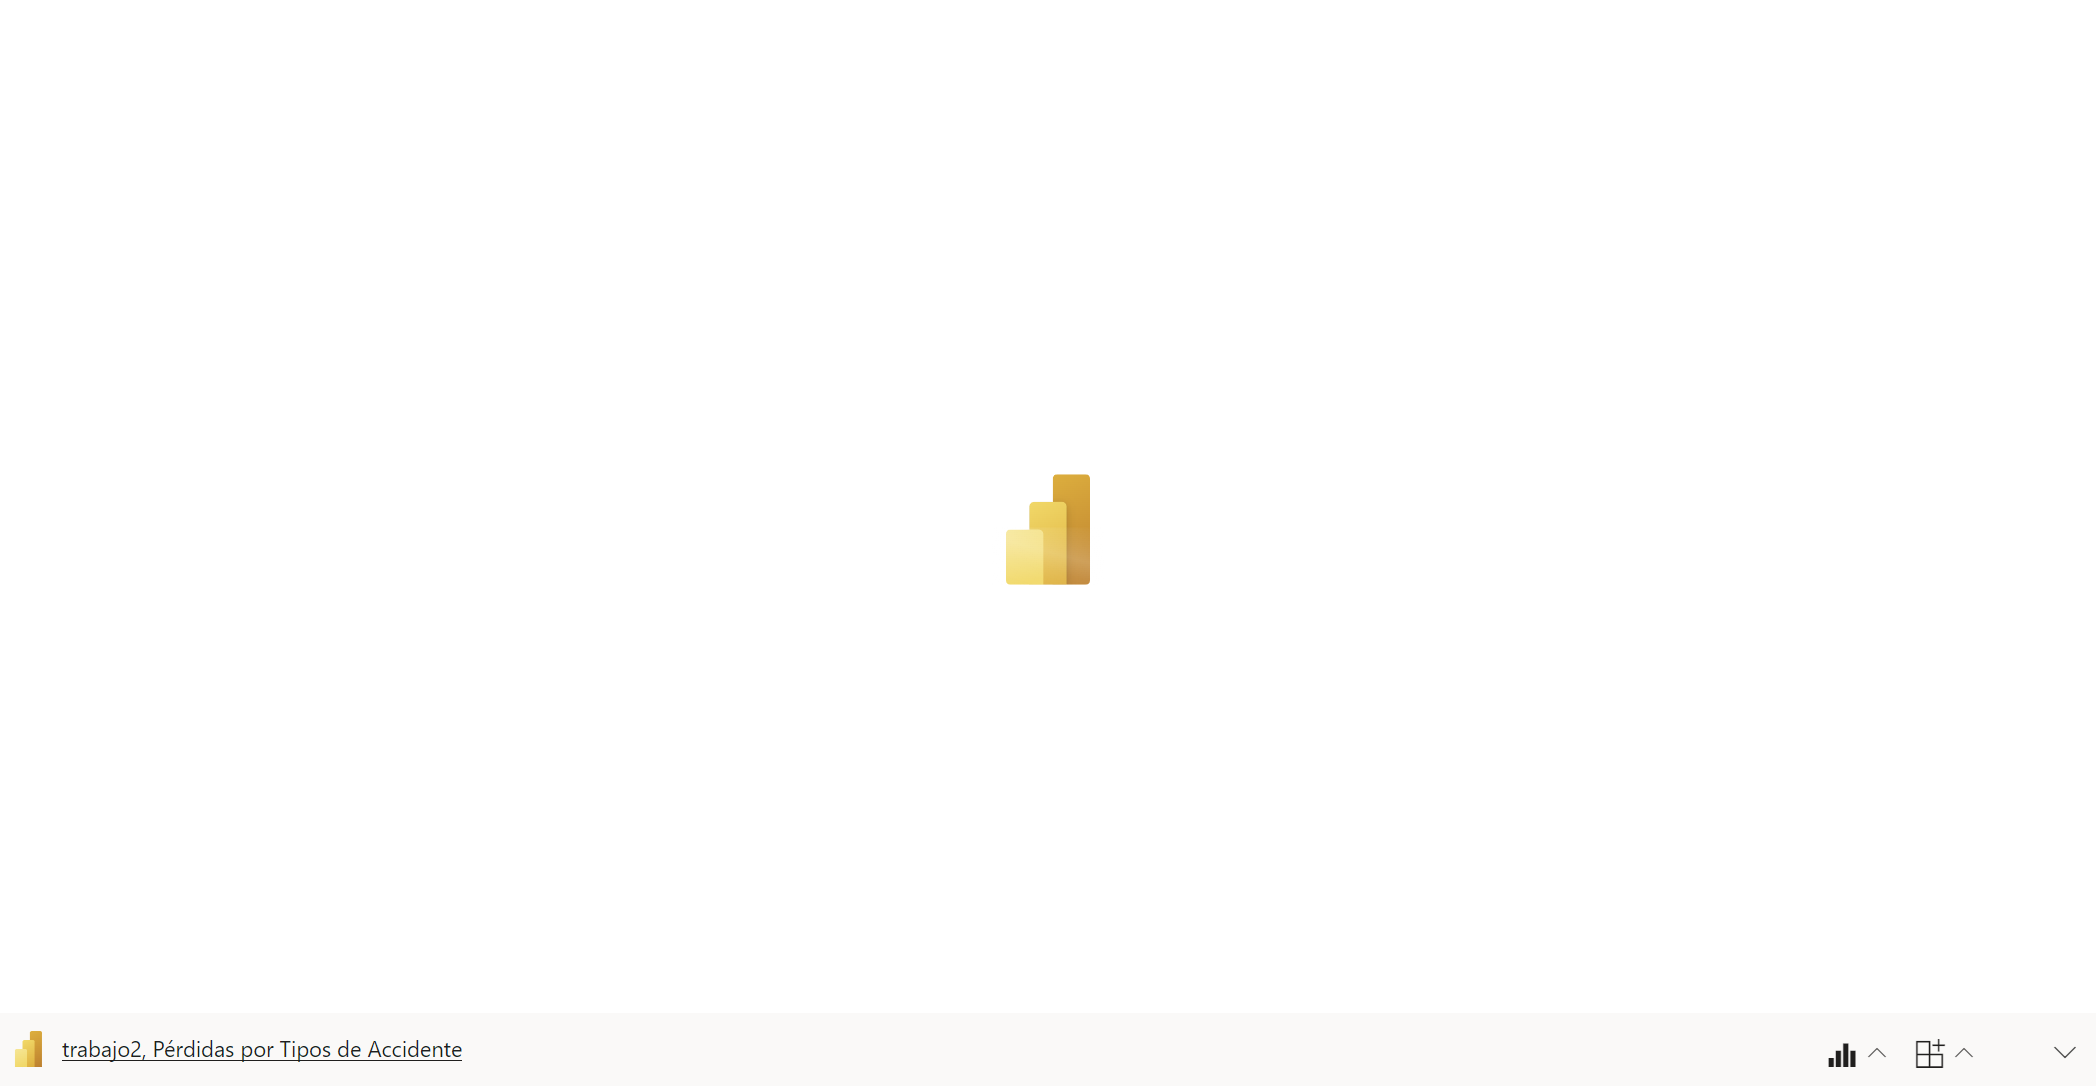 trabajo2, Pérdidas por Tipos de Accidente